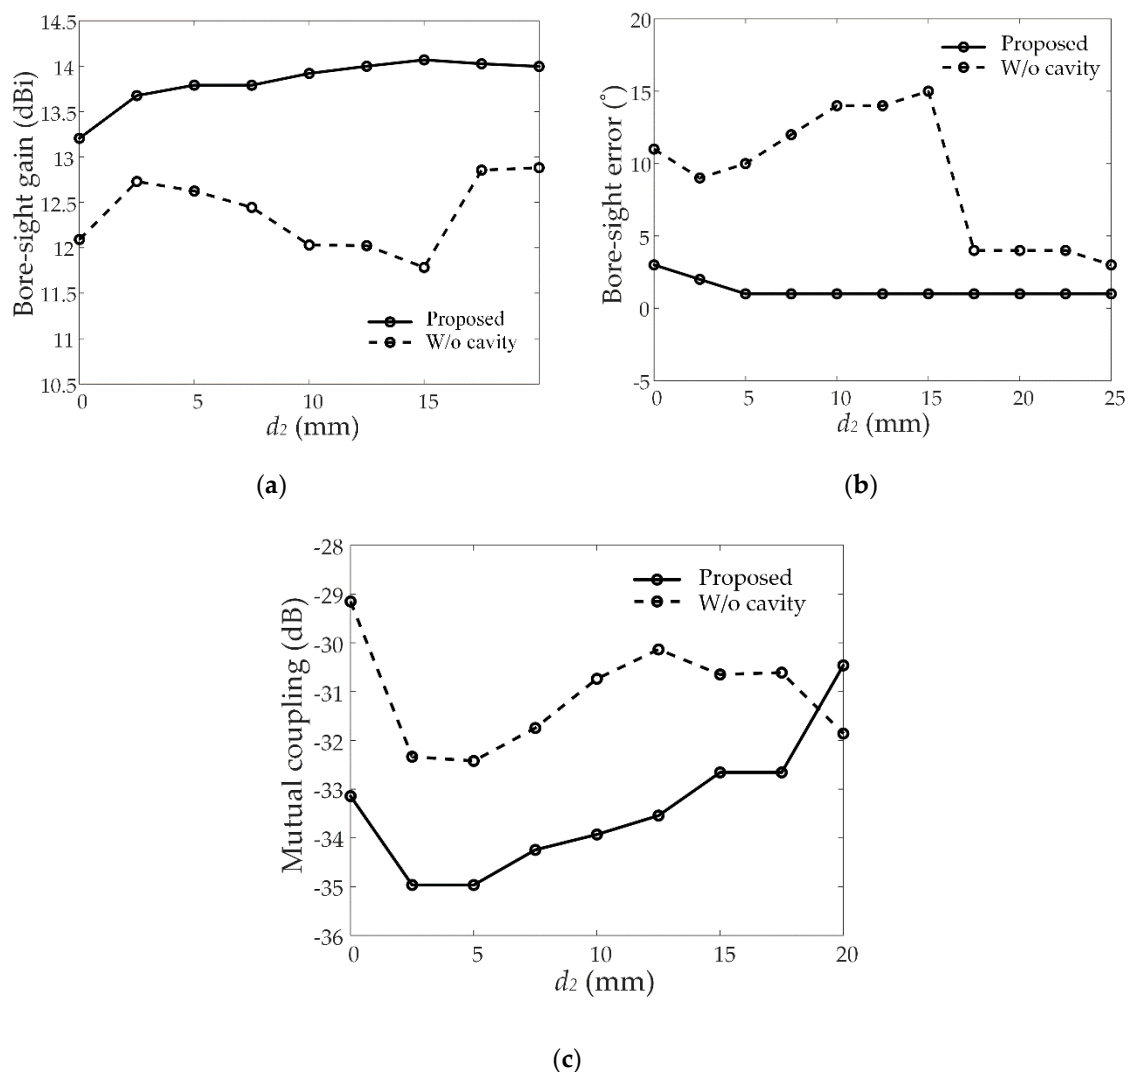 14.5
14
13.5
13
12.5
12
11.5
11
10.5
Bore-sight gain (dBi)
Proposed
W/o cavity
0 5 10 15
d2 (mm)
(a)
20
15
10
5
0
-5
Bore-sight error (°)
Proposed
W/o cavity
0 5 10 15 20 25
d2 (mm)
(b)
-28
-29
-30
-31
-32
-33
-34
-35
-36
Mutual coupling (dB)
Proposed
W/o cavity
0 5 10 15 20
d2 (mm)
(c)